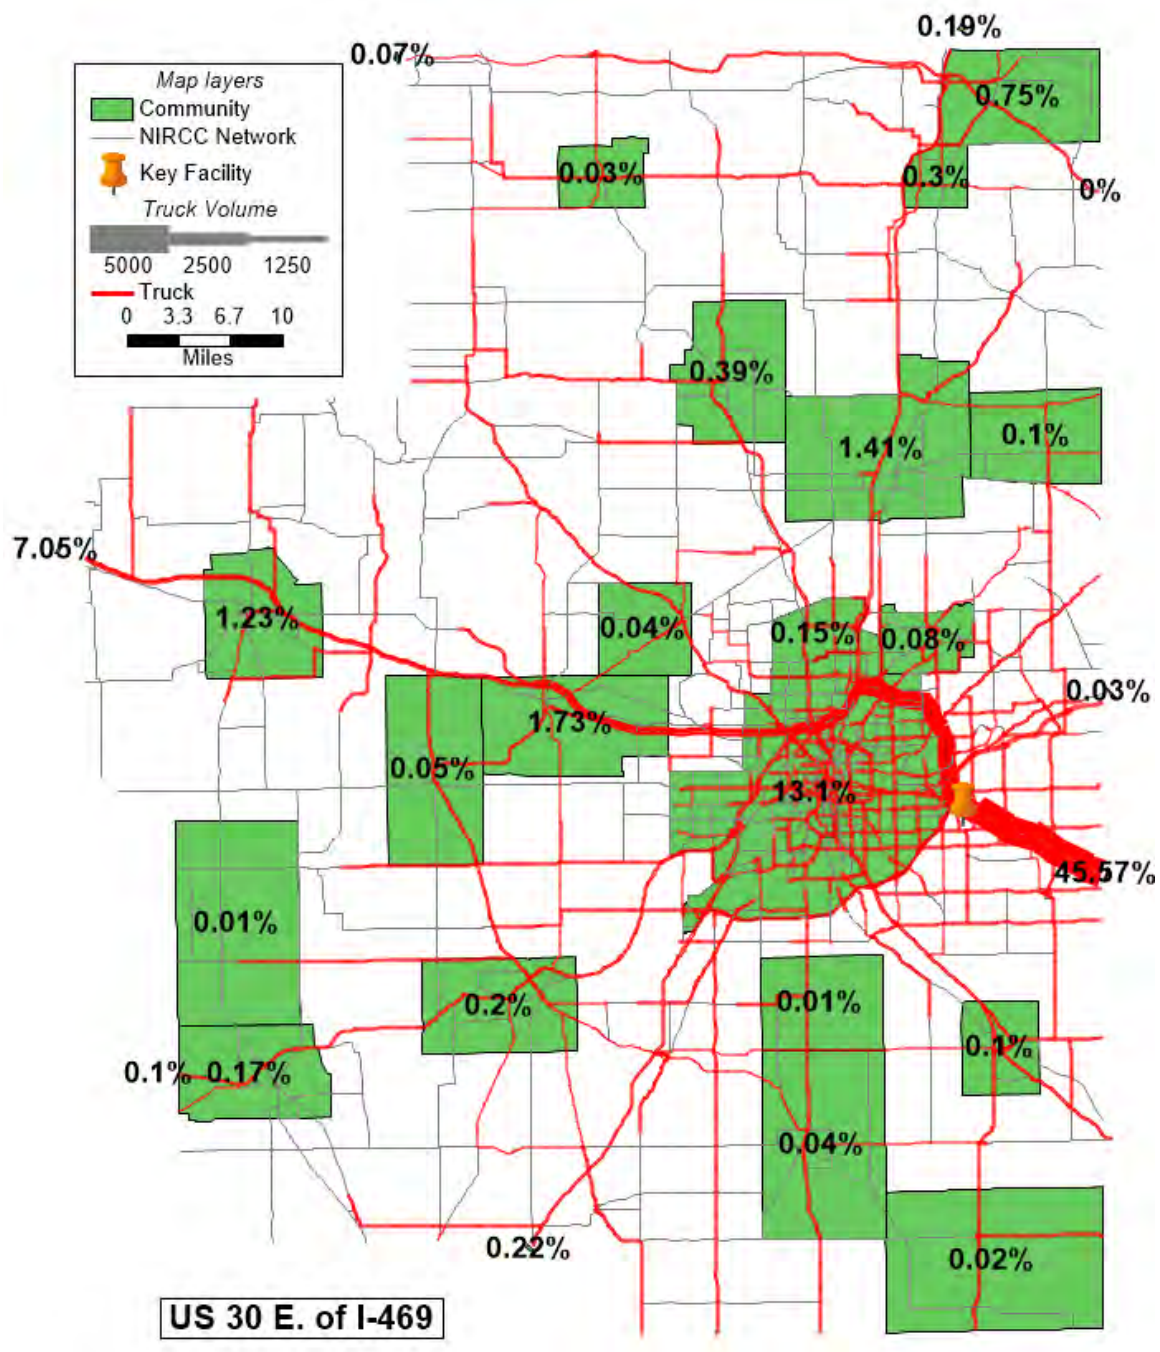 0.19%
0.07%
Map layers
Community
NIRCC Network
Key Facility
Truck Volume
5000 2500 1250
Truck
0 3.3 6.7 10
Miles
0.75%
0.03%
0.3%
0%
0.39%
1.41%
0.1%
7.05%
1.23%
0.04%
0.15%
0.08%
0.03%
1.73%
0.05%
13.1%
45.57%
0.01%
0.2%
0.01%
0.1%
0.1%
0.17%
0.04%
0.22%
0.02%
US 30 E. of I-469